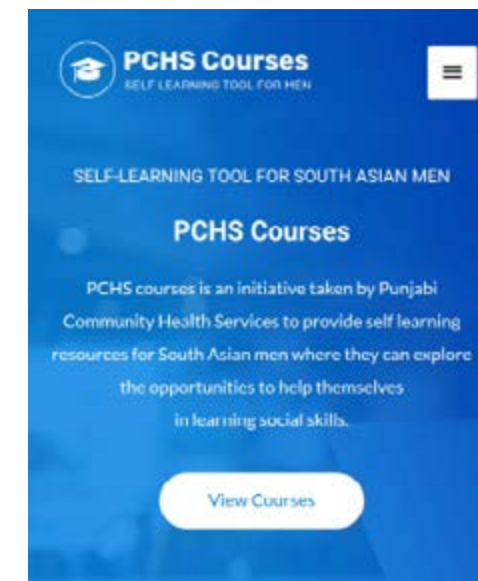 PCHS Courses
SELF LEARNING TOOL FOR MEN
SELF-LEARNING TOOL FOR SOUTH ASIAN MEN
PCHS Courses
PCHS courses is an initiative taken by Punjabi
Community Health Services to provide self learning
resources for South Asian men where they can explore
the opportunities to help themselves
in learning social skills.
View Courses